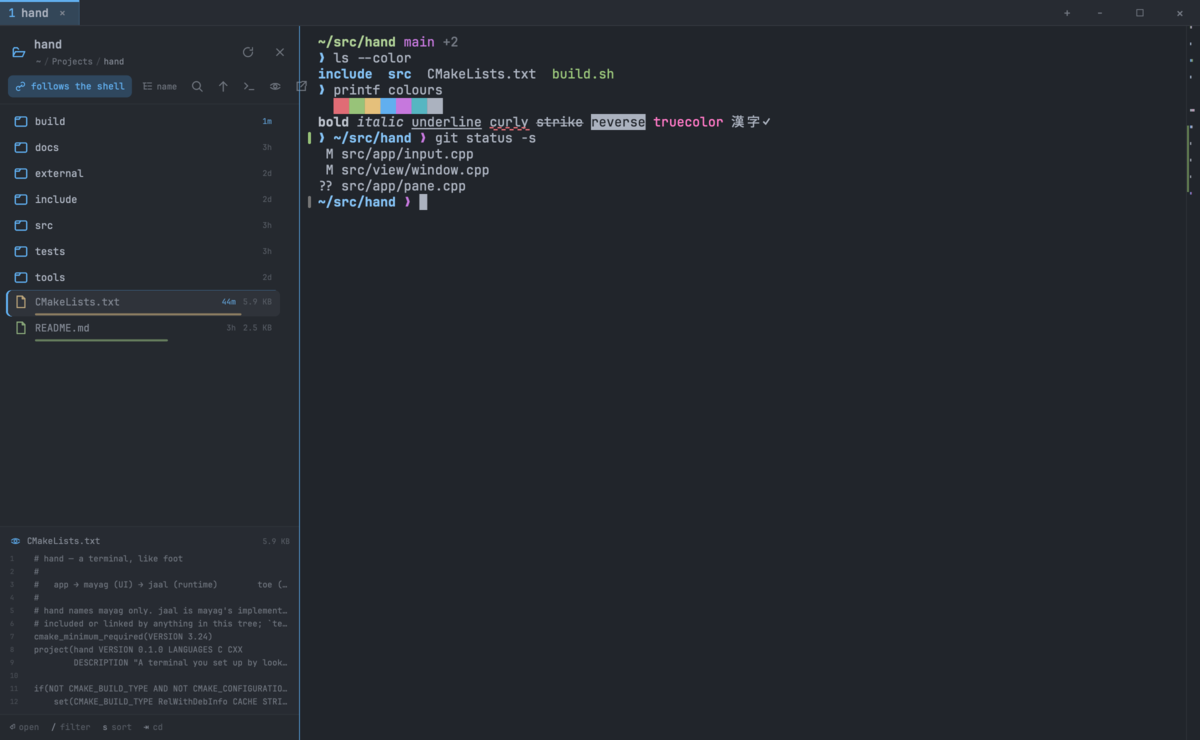 1 hand ×
hand
~ / Projects / hand
follows the shell
name
build 1m
docs 3h
external 2d
include 2d
src 3h
tests 3h
tools 2d
CMakeLists.txt 44m 5.9 KB
README.md 3h 2.5 KB
CMakeLists.txt 5.9 KB
1 # hand — a terminal, like foot
2 #
3 # app → mayag (UI) → jaal (runtime) toe (…
4 #
5 # hand names mayag only. jaal is mayag's implement…
6 # included or linked by anything in this tree; `te…
7 cmake_minimum_required(VERSION 3.24)
8 project(hand VERSION 0.1.0 LANGUAGES C CXX
9 DESCRIPTION "A terminal you set up by look…
10
11 if(NOT CMAKE_BUILD_TYPE AND NOT CMAKE_CONFIGURATIO…
12 set(CMAKE_BUILD_TYPE RelWithDebInfo CACHE STRI…
open / filter s sort cd
~/src/hand main +2
❯ ls --color
include src CMakeLists.txt build.sh
❯ printf colours
bold italic underline curly strike reverse truecolor 漢字✓
❯ ~/src/hand ❯ git status -s
M src/app/input.cpp
M src/view/window.cpp
?? src/app/pane.cpp
~/src/hand ❯